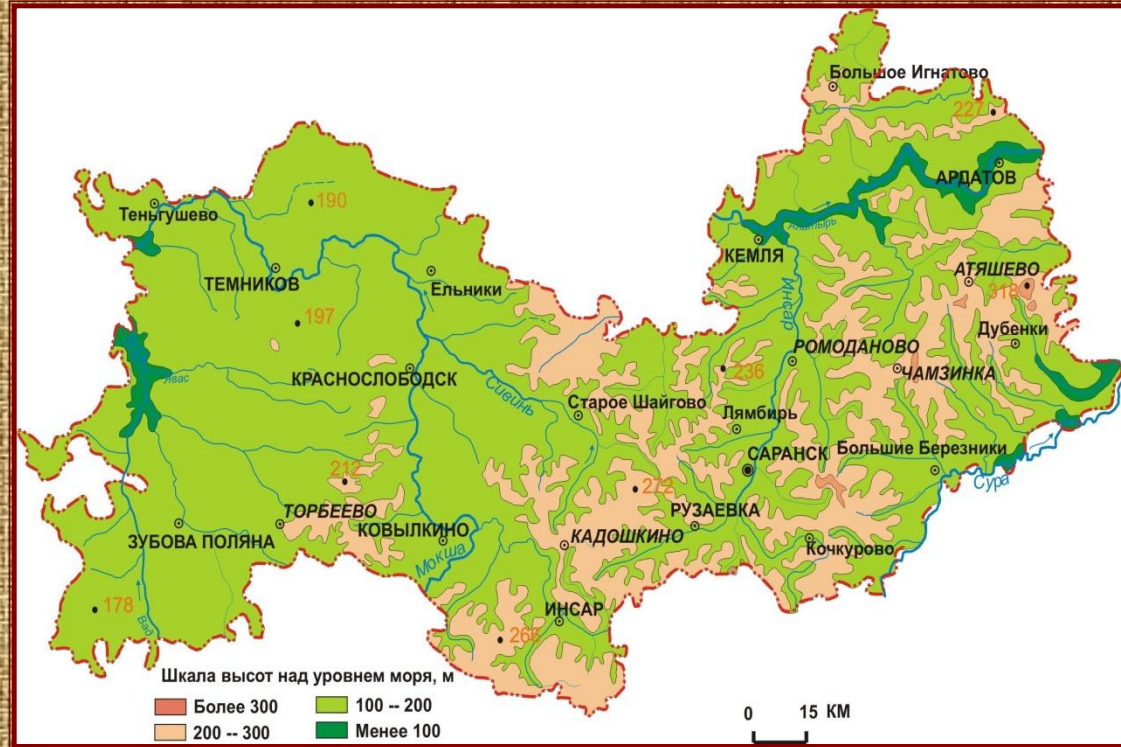 Большое Игнатово
227
АРДАТОВ
Теньгушево
190
Алатырь
КЕМЛЯ
ТЕМНИКОВ
Ельники
АТЯШЕВО
318
197
Инсар
Дубенки
РОМОДАНОВО
236
ЧАМЗИНКА
КРАСНОСЛОБОДСК
Явас
Сивинь
Старое Шайгово
Лямбирь
САРАНСК
Большие Березники
212
272
Сура
ТОРБЕЕВО
РУЗАЕВКА
ЗУБОВА ПОЛЯНА
КОВЫЛКИНО
КАДОШКИНО
Кочкурово
Мокша
178
Вад
ИНСАР
266
Шкала высот над уровнем моря, м
Более 300
100 -- 200
200 -- 300
Менее 100
0 15 КМ